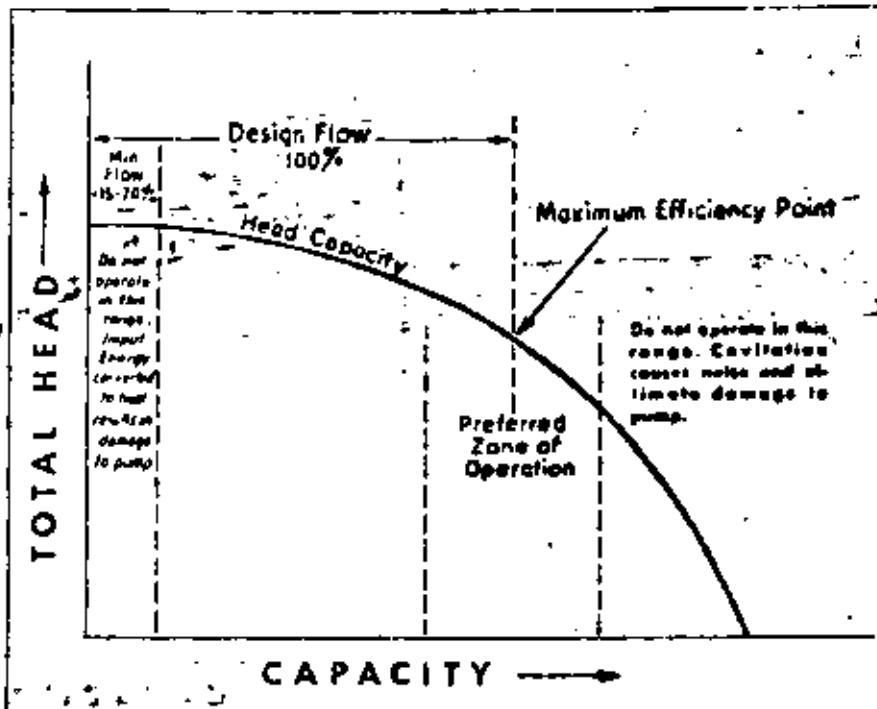 Design Flow
100%
Min
Flow
Maximum Efficiency Point
Head Capacity
Do not
operate
in this
range.
Input
Energy
converted
to heat
damage
to pump
Do not operate in this
range. Cavitation
causes noise and ul-
timate damage to
pump.
Preferred
Zone of
Operation
TOTAL HEAD
CAPACITY